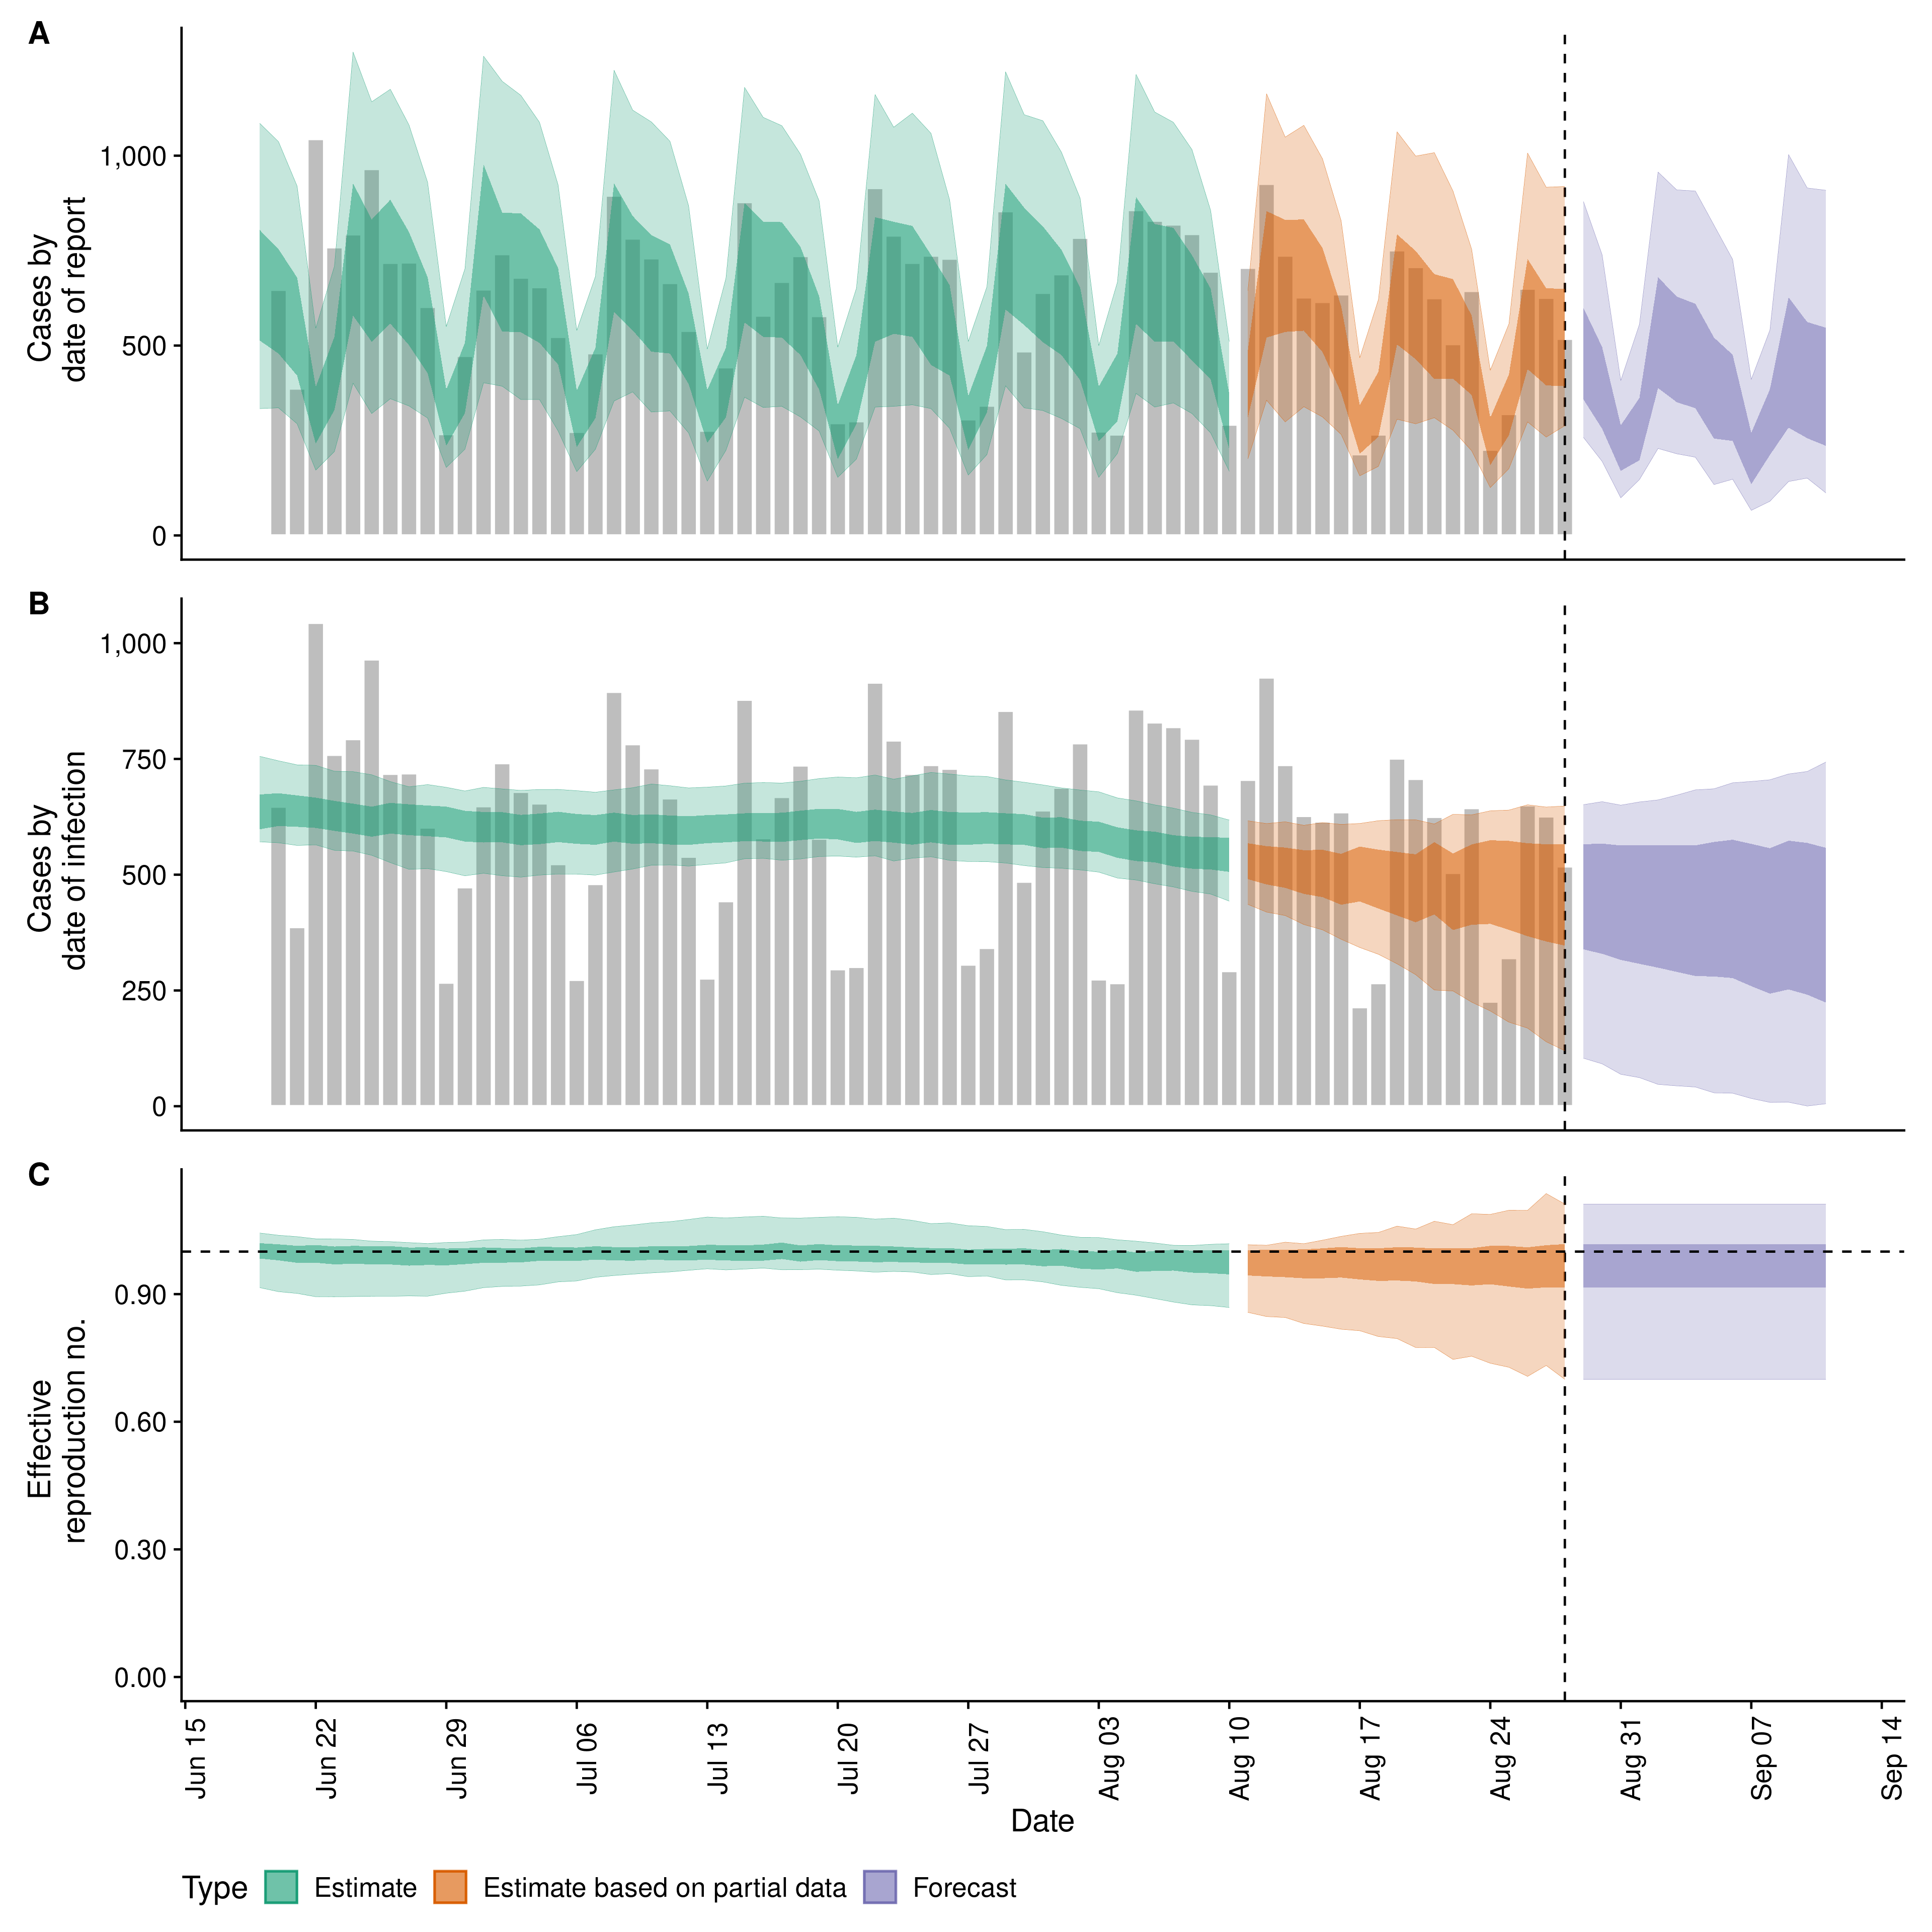 A
Cases by
date of report
1,000
500
0
B
Cases by
date of infection
1,000
750
500
250
0
C
Effective
reproduction no.
0.90
0.60
0.30
0.00
Jun 15
Jun 22
Jun 29
Jul 06
Jul 13
Jul 20
Jul 27
Aug 03
Aug 10
Aug 17
Aug 24
Aug 31
Sep 07
Sep 14
Date
Type
Estimate
Estimate based on partial data
Forecast